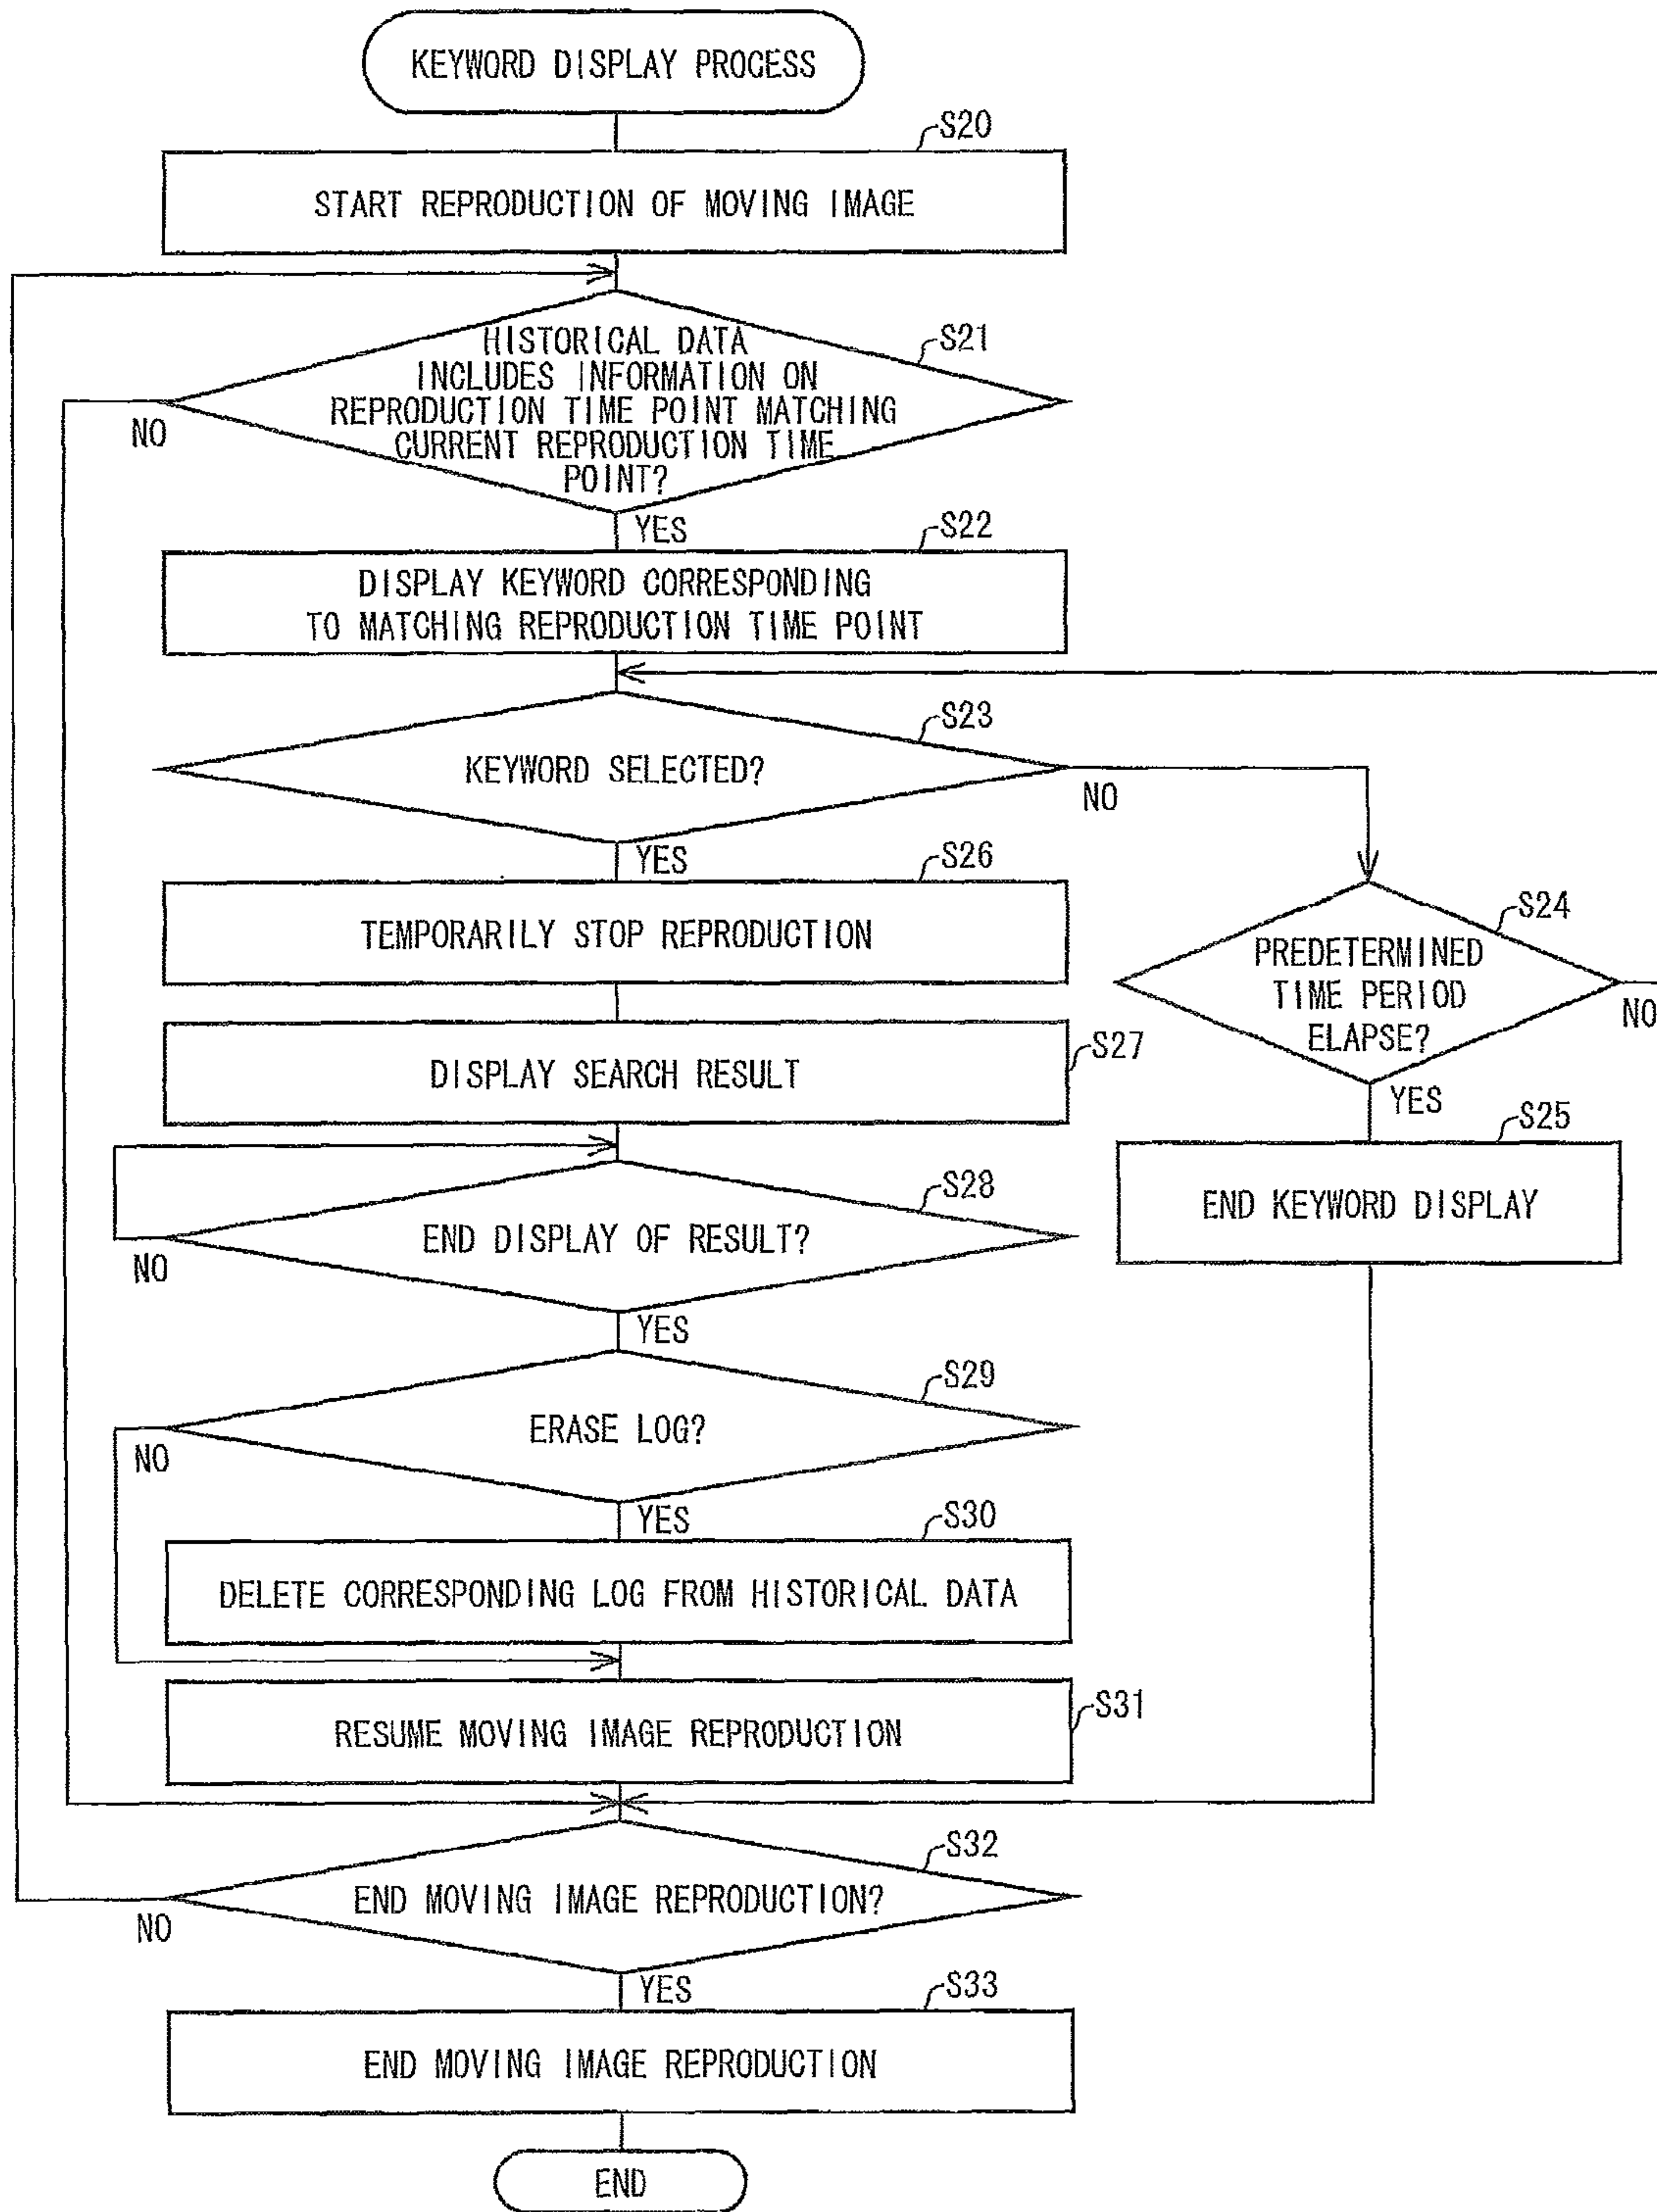 KEYWORD DISPLAY PROCESS
S20
START REPRODUCTION OF MOVING IMAGE
S21
HISTORICAL DATA
INCLUDES INFORMATION ON
REPRODUCTION TIME POINT MATCHING
CURRENT REPRODUCTION TIME
POINT?
NO
YES
S22
DISPLAY KEYWORD CORRESPONDING
TO MATCHING REPRODUCTION TIME POINT
S23
KEYWORD SELECTED?
NO
YES
S26
TEMPORARILY STOP REPRODUCTION
S24
PREDETERMINED
TIME PERIOD
ELAPSE?
NO
YES
S27
DISPLAY SEARCH RESULT
S25
END KEYWORD DISPLAY
S28
END DISPLAY OF RESULT?
NO
YES
S29
ERASE LOG?
NO
YES
S30
DELETE CORRESPONDING LOG FROM HISTORICAL DATA
S31
RESUME MOVING IMAGE REPRODUCTION
S32
END MOVING IMAGE REPRODUCTION?
NO
YES
S33
END MOVING IMAGE REPRODUCTION
END